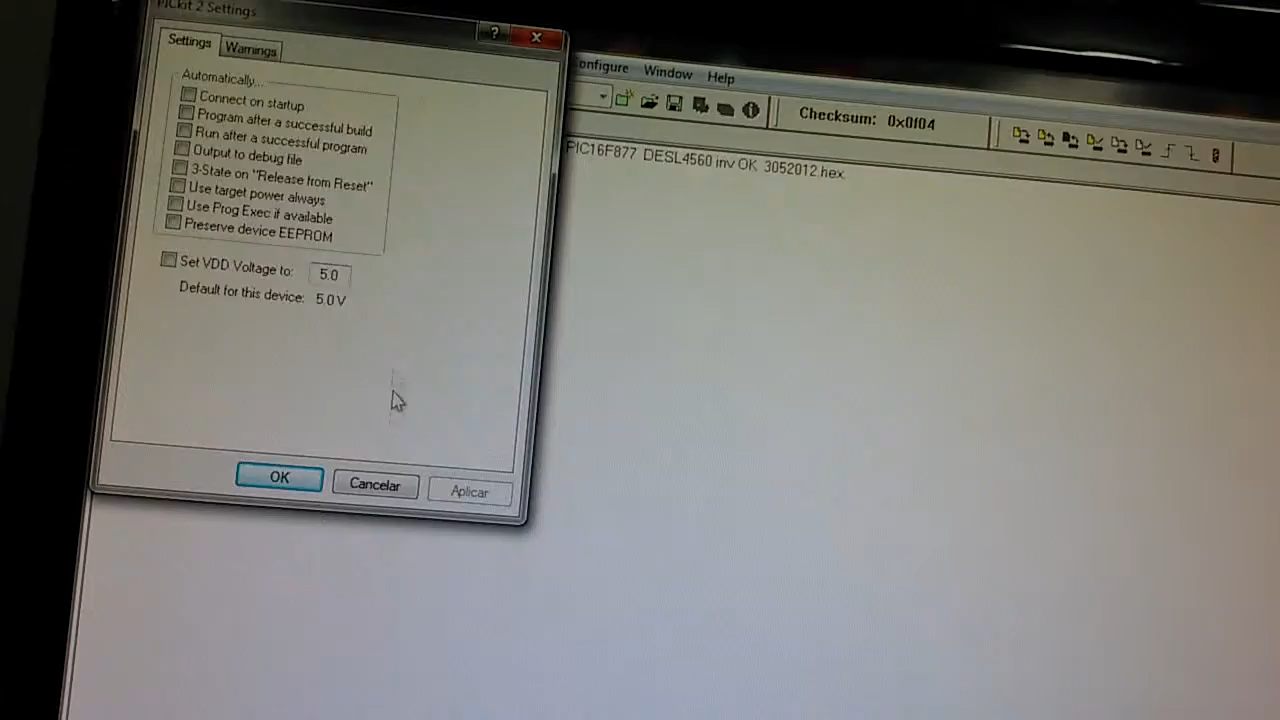 PICkit 2 Settings
?
Settings
Warnings
Automatically...
Connect on startup
Program after a successful build
Run after a successful program
Output to debug file
3-State on "Release from Reset"
Use target power always
Use Prog Exec if available
Preserve device EEPROM
Set VDD Voltage to: 5.0
Default for this device: 5.0 V
OK
Cancelar
Aplicar
Configure Window Help
Checksum: 0x0f04
PIC16F877 DESL4560 inv OK 3052012.hex